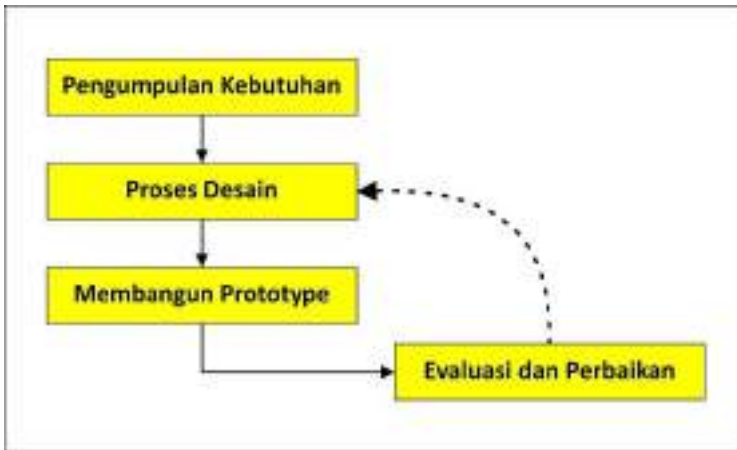 Pengumpulan Kebutuhan
Proses Desain
Membangun Prototype
Evaluasi dan Perbaikan